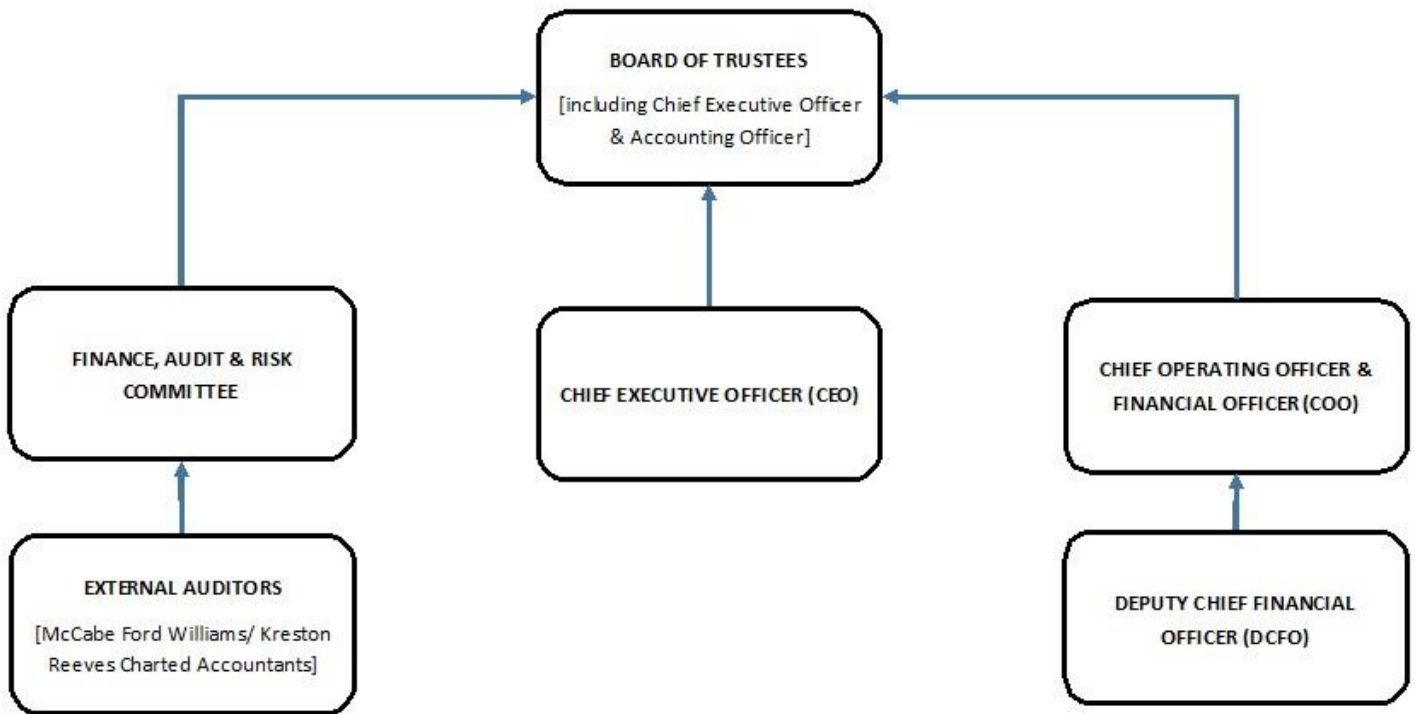 BOARD OF TRUSTEES
[including Chief Executive Officer
& Accounting Officer]
FINANCE, AUDIT & RISK
COMMITTEE
CHIEF EXECUTIVE OFFICER (CEO)
CHIEF OPERATING OFFICER &
FINANCIAL OFFICER (COO)
EXTERNAL AUDITORS
[McCabe Ford Williams/ Kreston
Reeves Charted Accountants]
DEPUTY CHIEF FINANCIAL
OFFICER (DCFO)